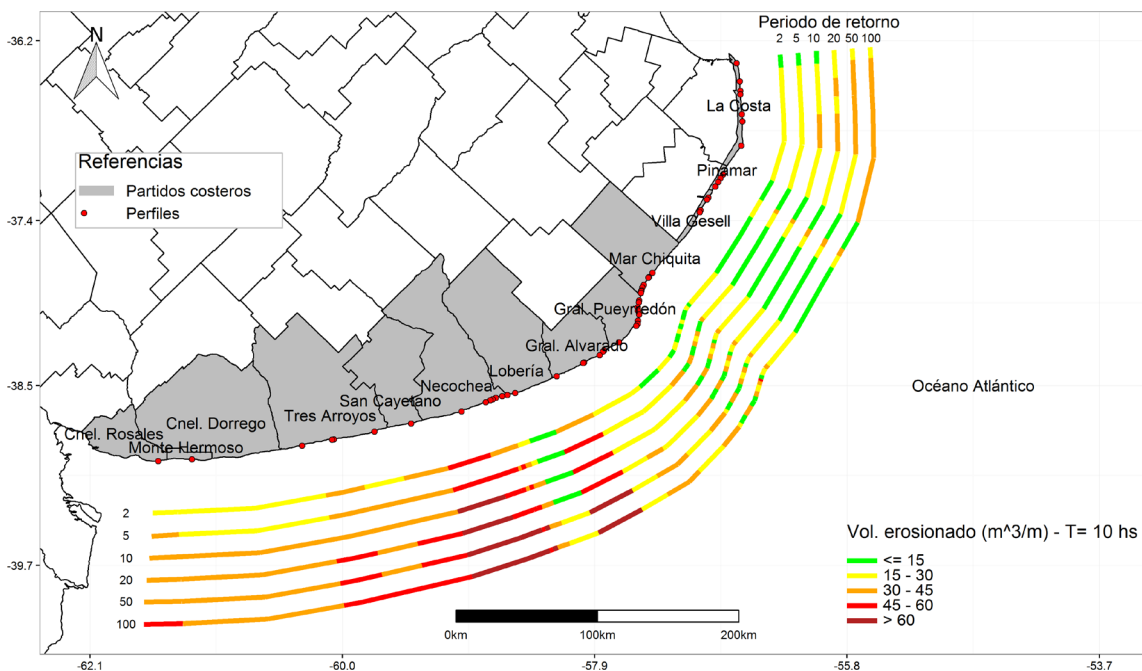 Periodo de retorno
2 5 10 20 50 100
-36.2
N
La Costa
Referencias
Partidos costeros
Perfiles
Pinamar
-37.4
Villa Gesell
Mar Chiquita
Gral. Pueyrredón
Gral. Alvarado
-38.5
Lobería
Océano Atlántico
Necochea
San Cayetano
Tres Arroyos
Cnel. Dorrego
Cnel. Rosales
Monte Hermoso
2
5
10
20
50
100
-39.7
Vol. erosionado (m^3/m) - T= 10 hs
<= 15
15 - 30
30 - 45
45 - 60
> 60
0km 100km 200km
-62.1 -60.0 -57.9 -55.8 -53.7